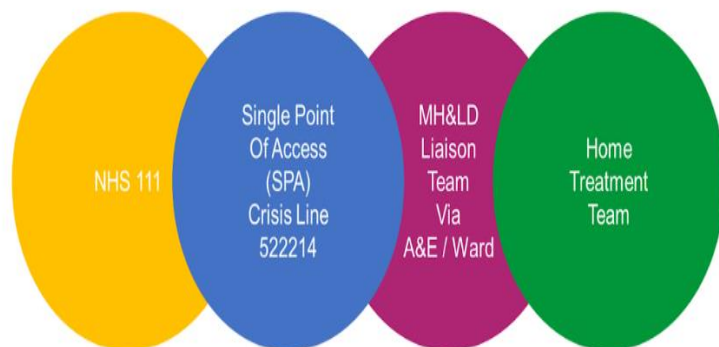 NHS 111
Single Point
Of Access
(SPA)
Crisis Line
522214
MH&LD
Liaison
Team
Via
A&E / Ward
Home
Treatment
Team